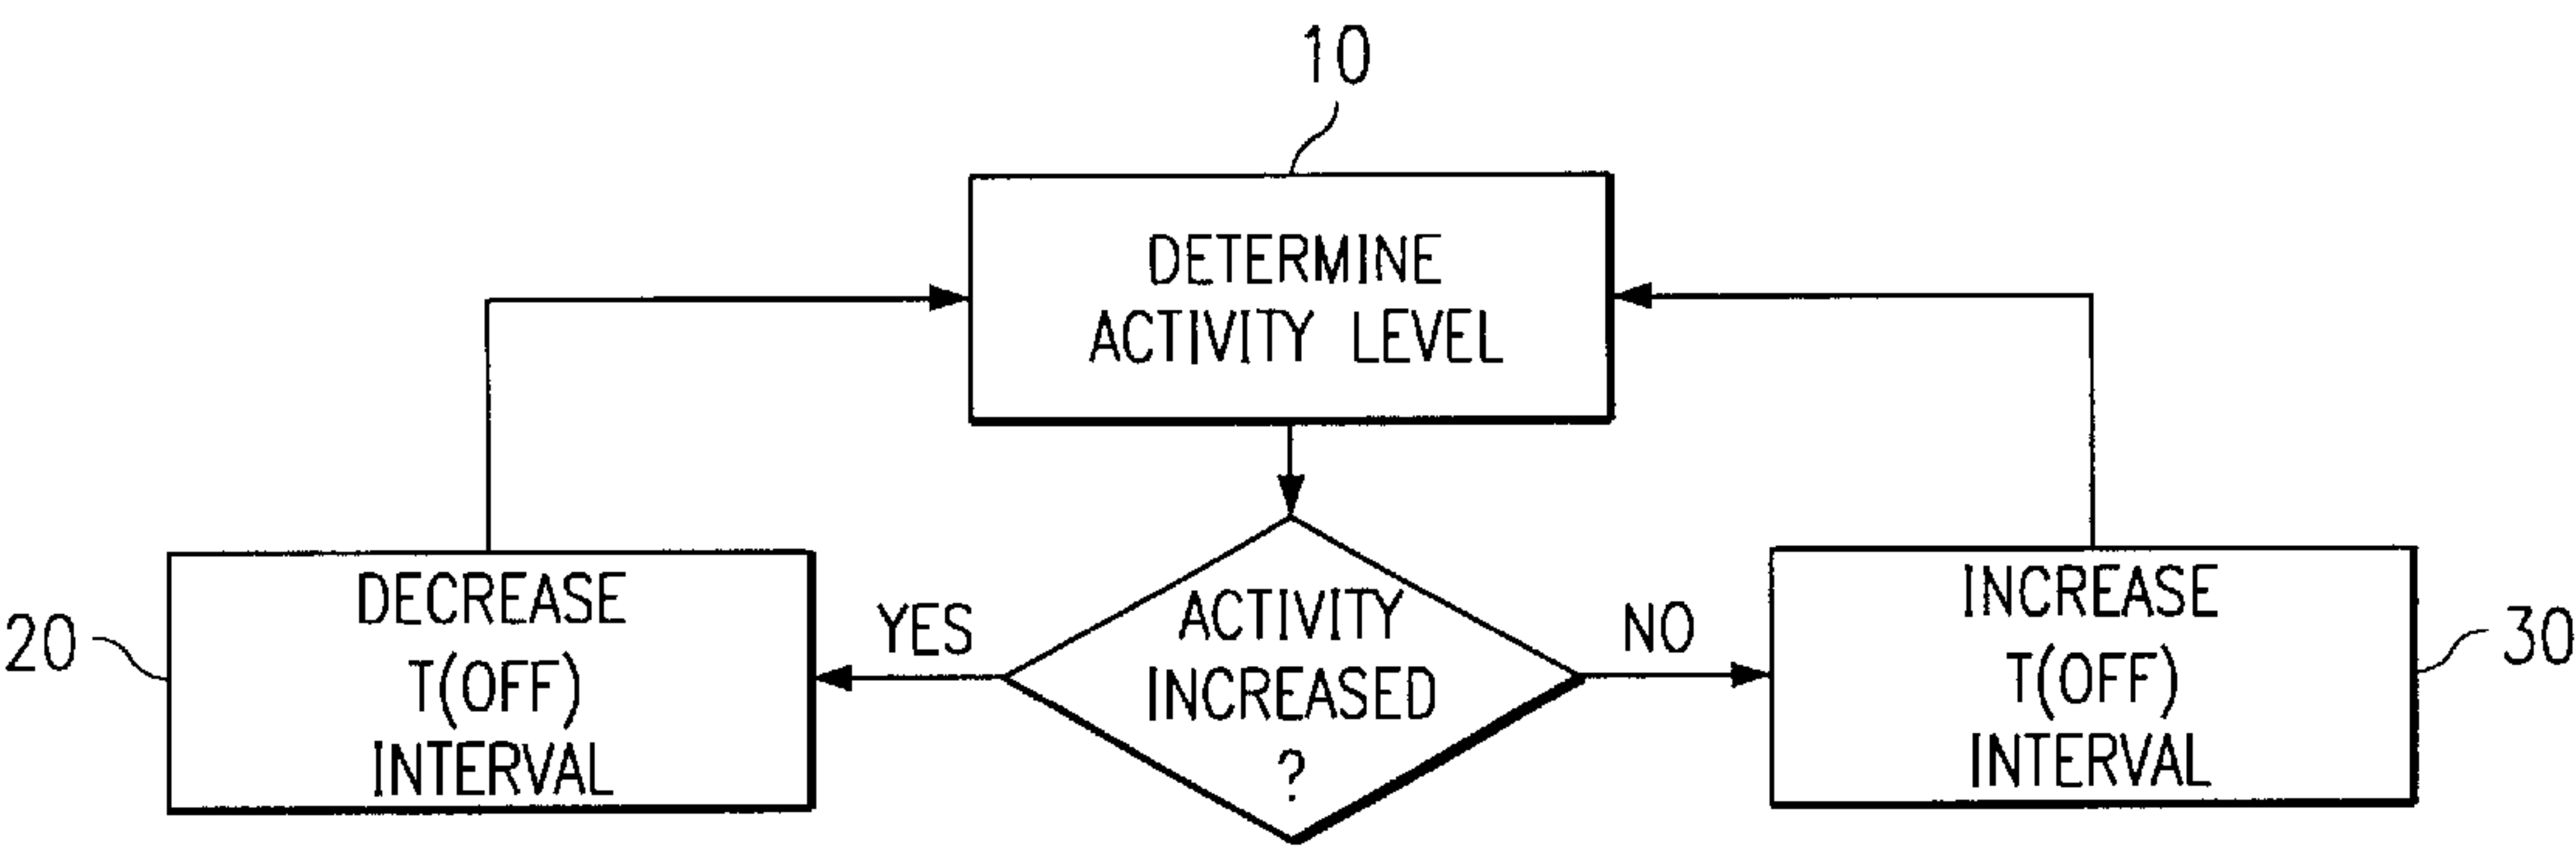 10
DETERMINE
ACTIVITY LEVEL
20
DECREASE
T(OFF)
INTERVAL
YES
ACTIVITY
INCREASED
?
NO
INCREASE
T(OFF)
INTERVAL
30